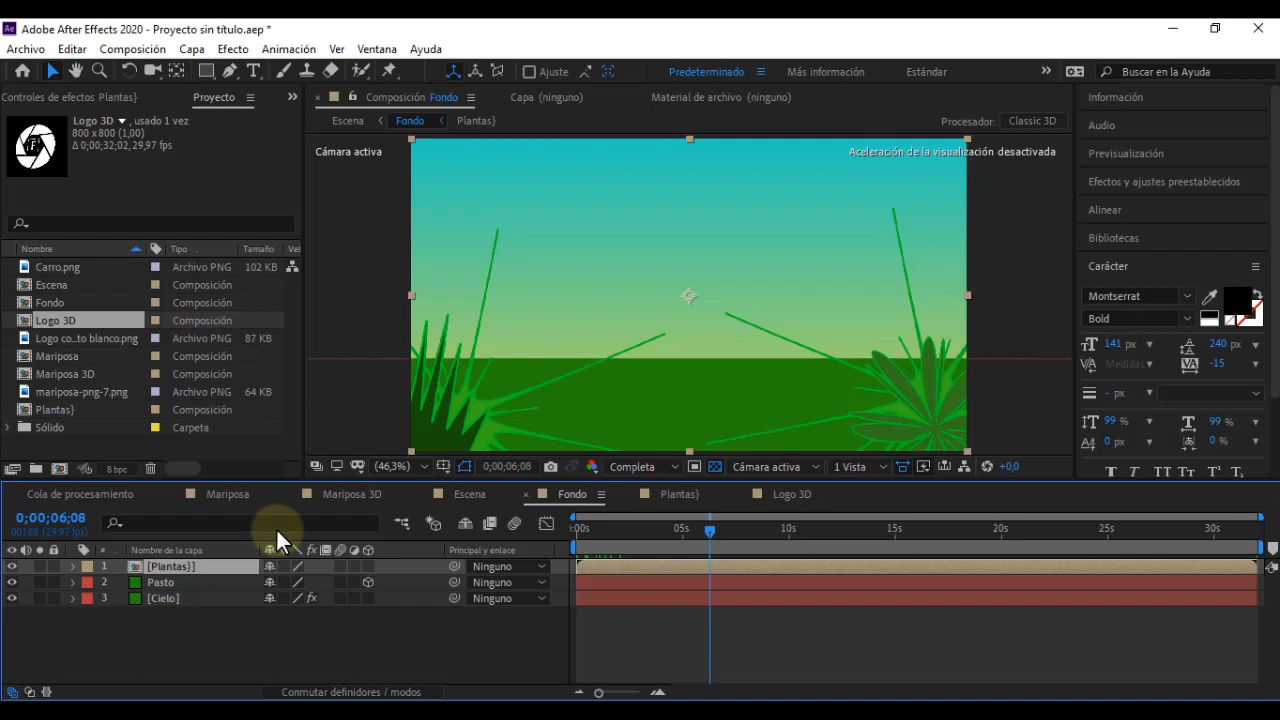 Adobe After Effects 2020 - Proyecto sin título.aep *
Archivo Editar Composición Capa Efecto Animación Ver Ventana Ayuda
Ajuste Predeterminado Más información Estándar Buscar en la Ayuda
Controles de efectos Plantas} Proyecto Composición Fondo Capa (ninguno) Material de archivo (ninguno) Información
Logo 3D , usado 1 vez
800 x 800 (1,00)
Δ 0;00;32;02, 29,97 fps
Escena Fondo Plantas} Procesador: Classic 3D Audio
Cámara activa Aceleración de la visualización desactivada Previsualización
Efectos y ajustes preestablecidos
Alinear
Bibliotecas
Carácter
Montserrat
Bold
141 px 240 px
Medidas -15
- px
99 % 99 %
0 px 0 %
T T TT Tt T¹ T₁
Nombre Tipo Tamaño Vel
Carro.png Archivo PNG 102 KB
Escena Composición
Fondo Composición
Logo 3D Composición
Logo co..to blanco.png Archivo PNG 87 KB
Mariposa Composición
Mariposa 3D Composición
mariposa-png-7.png Archivo PNG 64 KB
Plantas} Composición
Sólido Carpeta
8 bpc (46,3%) 0;00;06;08 Completa Cámara activa 1 Vista +0,0
Cola de procesamiento Mariposa Mariposa 3D Escena Fondo Plantas} Logo 3D
0;00;06;08
00188 (29.97 fps)
:00s 05s 10s 15s 20s 25s 30s
# Nombre de la capa fx Principal y enlace
1 [Plantas}] Ninguno
2 Pasto Ninguno
3 [Cielo] fx Ninguno
Conmutar definidores / modos